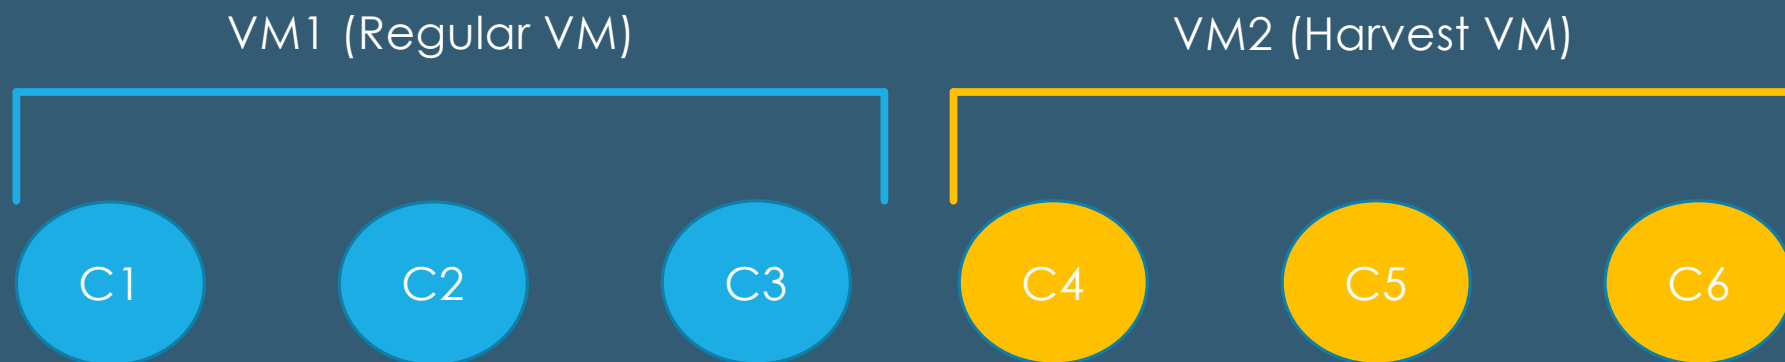 VM1 (Regular VM)
VM2 (Harvest VM)
C1
C2
C3
C4
C5
C6